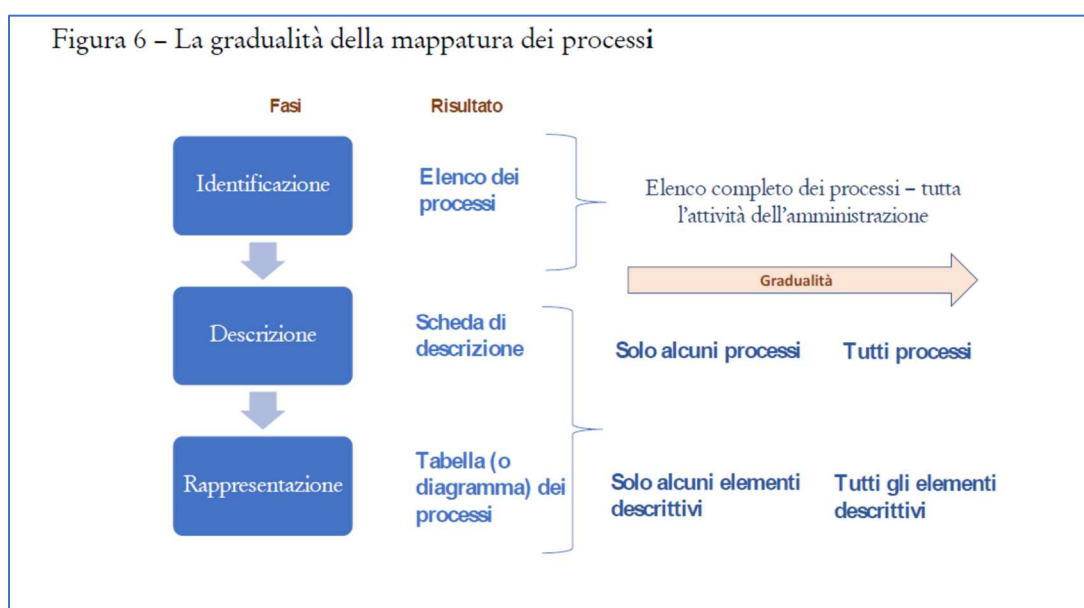 Figura 6 – La gradualità della mappatura dei processi
Fasi
Risultato
Identificazione
Elenco dei
processi
Elenco completo dei processi – tutta
l'attività dell'amministrazione
Gradualità
Descrizione
Scheda di
descrizione
Solo alcuni processi
Tutti processi
Rappresentazione
Tabella (o
diagramma) dei
processi
Solo alcuni elementi
descrittivi
Tutti gli elementi
descrittivi